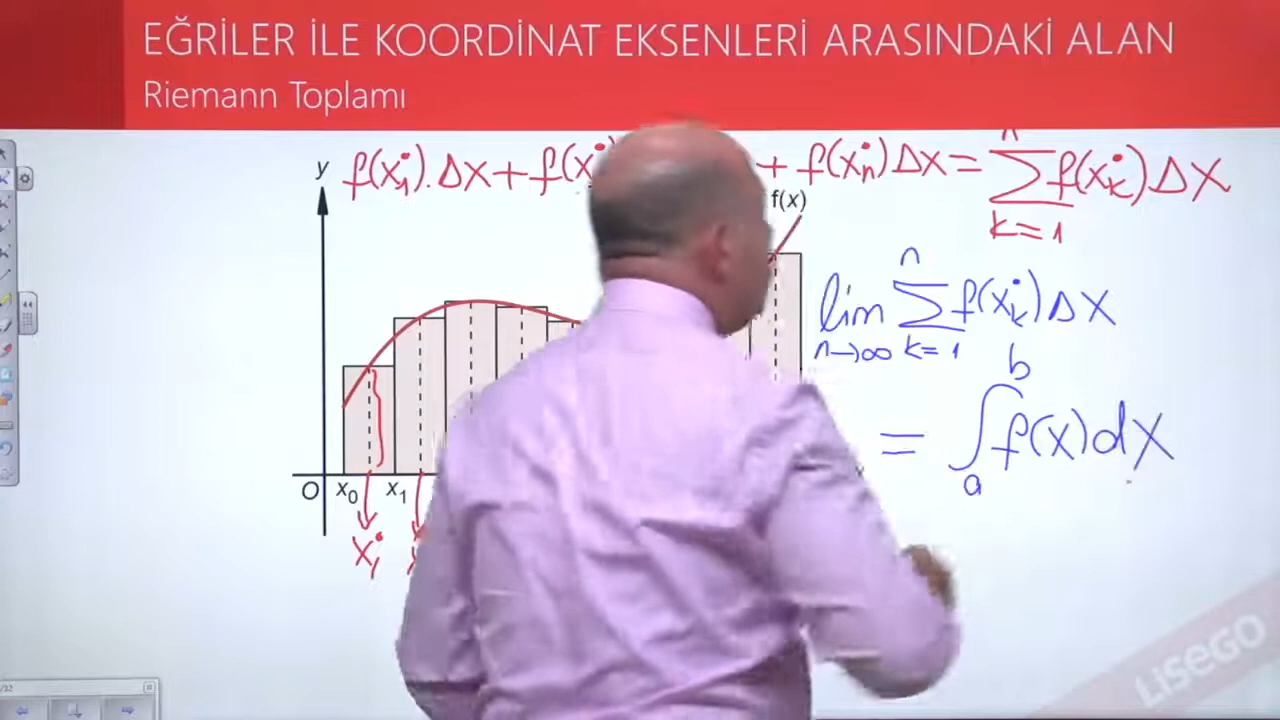 EĞRİLER İLE KOORDİNAT EKSENLERİ ARASINDAKİ ALAN
Riemann Toplamı
y f(x₁•).Δx+f(x • + f(xₙ•)Δx= ∑ f(xₖ•)Δx
n
k=1
f(x)
lim ∑ f(xₖ•)Δx
n
n→∞ k=1
= ∫ f(x)dx
b
a
O x₀ x₁
x₁•
LISEGO